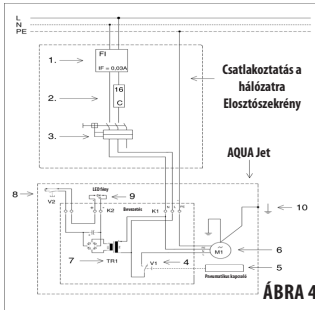 L
N
PE
1.
FI
IF = 0,03A
2.
16
C
3.
Csatlakoztatás a
hálózatra
Elosztószekrény
AQUA Jet
8
V2
LED fény
9
K2
Bevezetés
K1
10
M1
6
7
TR1
V1
4
5
Pneumatikus kapcsoló
ÁBRA 4